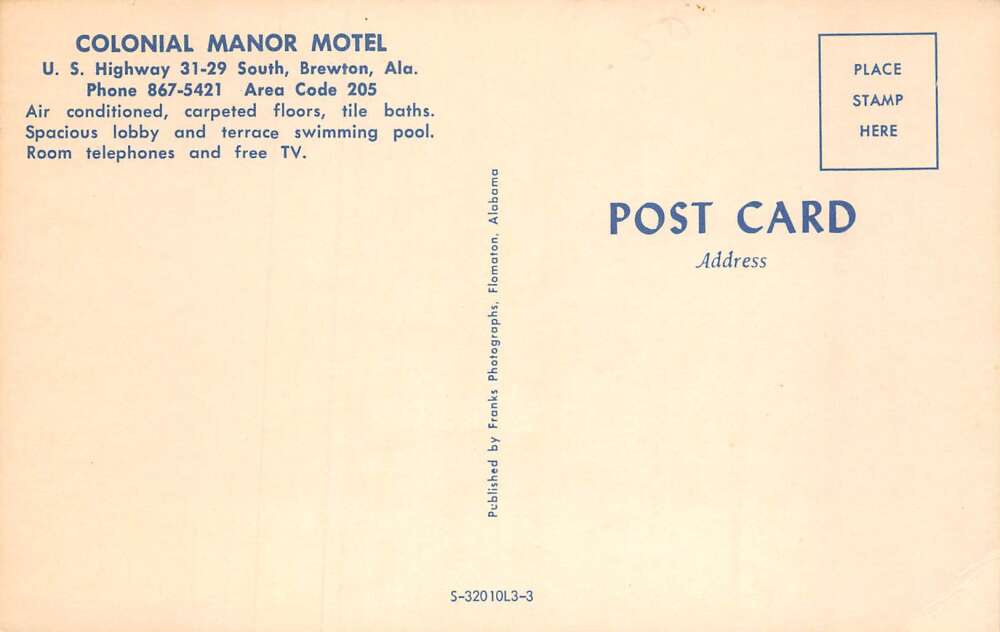 COLONIAL MANOR MOTEL
U. S. Highway 31-29 South, Brewton, Ala.
Phone 867-5421 Area Code 205
Air conditioned, carpeted floors, tile baths.
Spacious lobby and terrace swimming pool.
Room telephones and free TV.
Published by Franks Photographs, Flomaton, Alabama
PLACE
STAMP
HERE
POST CARD
Address
S-32010L3-3